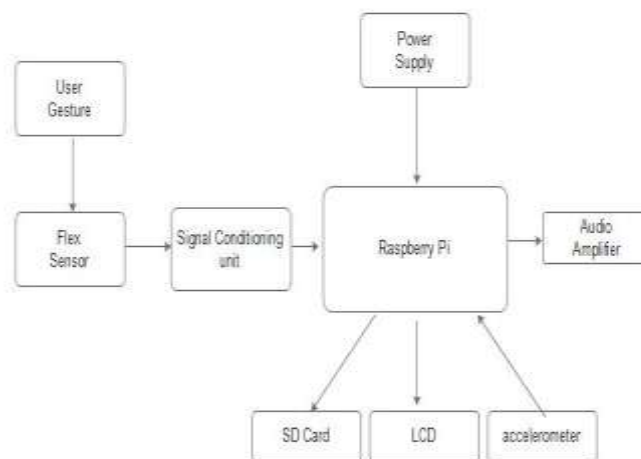 Power
Supply
User
Gesture
Flex
Sensor
Signal Conditioning
unit
Raspberry Pi
Audio
Amplifier
SD Card
LCD
accelerometer